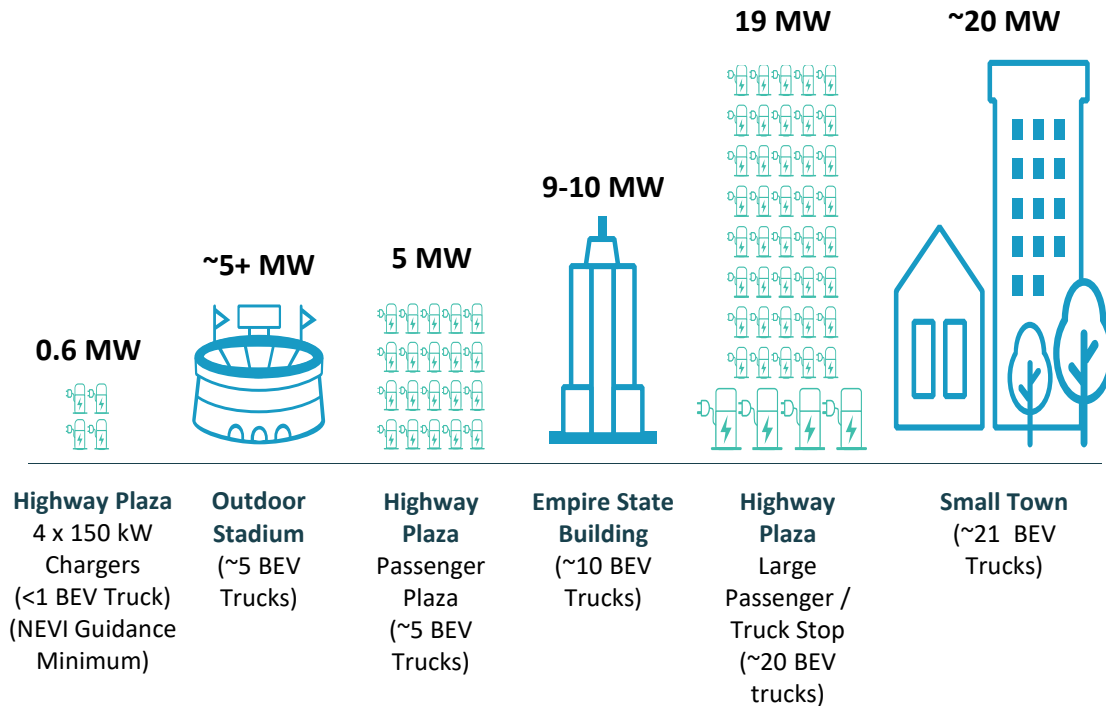 0.6 MW
~5+ MW
5 MW
9-10 MW
19 MW
~20 MW
Highway Plaza
4 x 150 kW
Chargers
(<1 BEV Truck)
(NEVI Guidance
Minimum)
Outdoor
Stadium
(~5 BEV
Trucks)
Highway
Plaza
Passenger
Plaza
(~5 BEV
Trucks)
Empire State
Building
(~10 BEV
Trucks)
Highway
Plaza
Large
Passenger /
Truck Stop
(~20 BEV
trucks)
Small Town
(~21 BEV
Trucks)